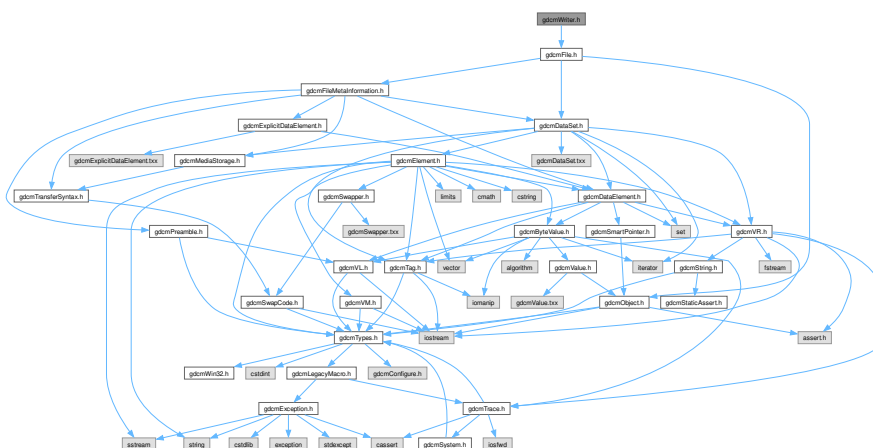 gdcmWriter.h
gdcmFile.h
gdcmFileMetaInformation.h
gdcmExplicitDataElement.h
gdcmDataSet.h
gdcmExplicitDataElement.txx
gdcmMediaStorage.h
gdcmElement.h
gdcmDataSet.txx
gdcmTransferSyntax.h
gdcmSwapper.h
limits
cmath
cstring
gdcmDataElement.h
gdcmPreamble.h
gdcmSwapper.txx
gdcmByteValue.h
gdcmSmartPointer.h
set
gdcmVR.h
gdcmVL.h
gdcmTag.h
vector
algorithm
gdcmValue.h
iterator
gdcmString.h
fstream
gdcmSwapCode.h
gdcmVM.h
iomanip
gdcmValue.txx
gdcmObject.h
gdcmStaticAssert.h
gdcmTypes.h
iostream
assert.h
gdcmWin32.h
cstdint
gdcmLegacyMacro.h
gdcmConfigure.h
gdcmException.h
gdcmTrace.h
sstream
string
cstdlib
exception
stdexcept
cassert
gdcmSystem.h
iosfwd